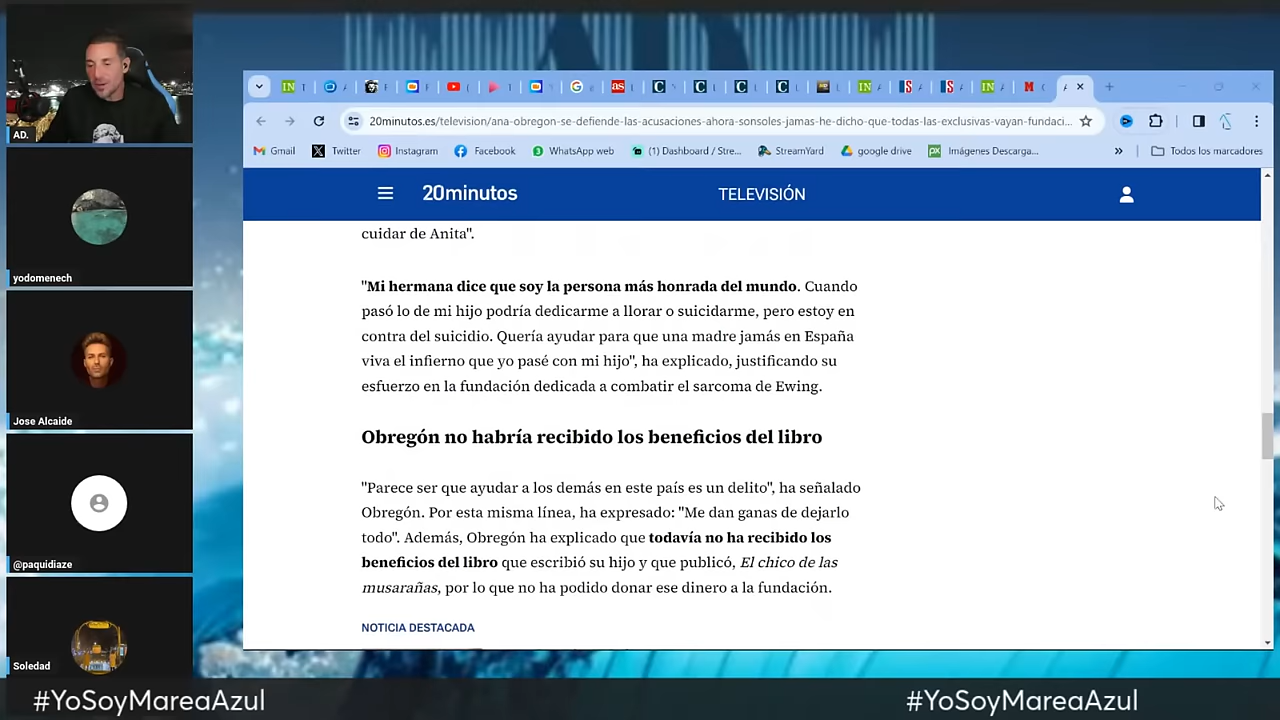 AD.
yodomenech
Jose Alcaide
@paquidiaze
Soledad
20minutos.es/television/ana-obregon-se-defiende-las-acusaciones-ahora-sonsoles-jamas-he-dicho-que-todas-las-exclusivas-vayan-fundaci...
Gmail
Twitter
Instagram
Facebook
WhatsApp web
(1) Dashboard / Stre...
StreamYard
google drive
Imágenes Descarga...
»
Todos los marcadores
20minutos
TELEVISIÓN
cuidar de Anita".
"Mi hermana dice que soy la persona más honrada del mundo. Cuando
pasó lo de mi hijo podría dedicarme a llorar o suicidarme, pero estoy en
contra del suicidio. Quería ayudar para que una madre jamás en España
viva el infierno que yo pasé con mi hijo", ha explicado, justificando su
esfuerzo en la fundación dedicada a combatir el sarcoma de Ewing.
Obregón no habría recibido los beneficios del libro
"Parece ser que ayudar a los demás en este país es un delito", ha señalado
Obregón. Por esta misma línea, ha expresado: "Me dan ganas de dejarlo
todo". Además, Obregón ha explicado que todavía no ha recibido los
beneficios del libro que escribió su hijo y que publicó, El chico de las
musarañas, por lo que no ha podido donar ese dinero a la fundación.
NOTICIA DESTACADA
#YoSoyMareaAzul
#YoSoyMareaAzul